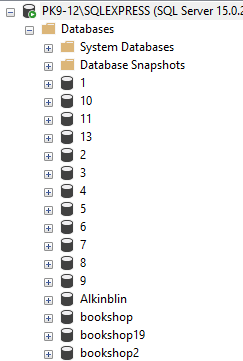 PK9-12\SQLEXPRESS (SQL Server 15.0.2
Databases
System Databases
Database Snapshots
1
10
11
13
2
3
4
5
6
7
8
9
Alkinblin
bookshop
bookshop19
bookshop2